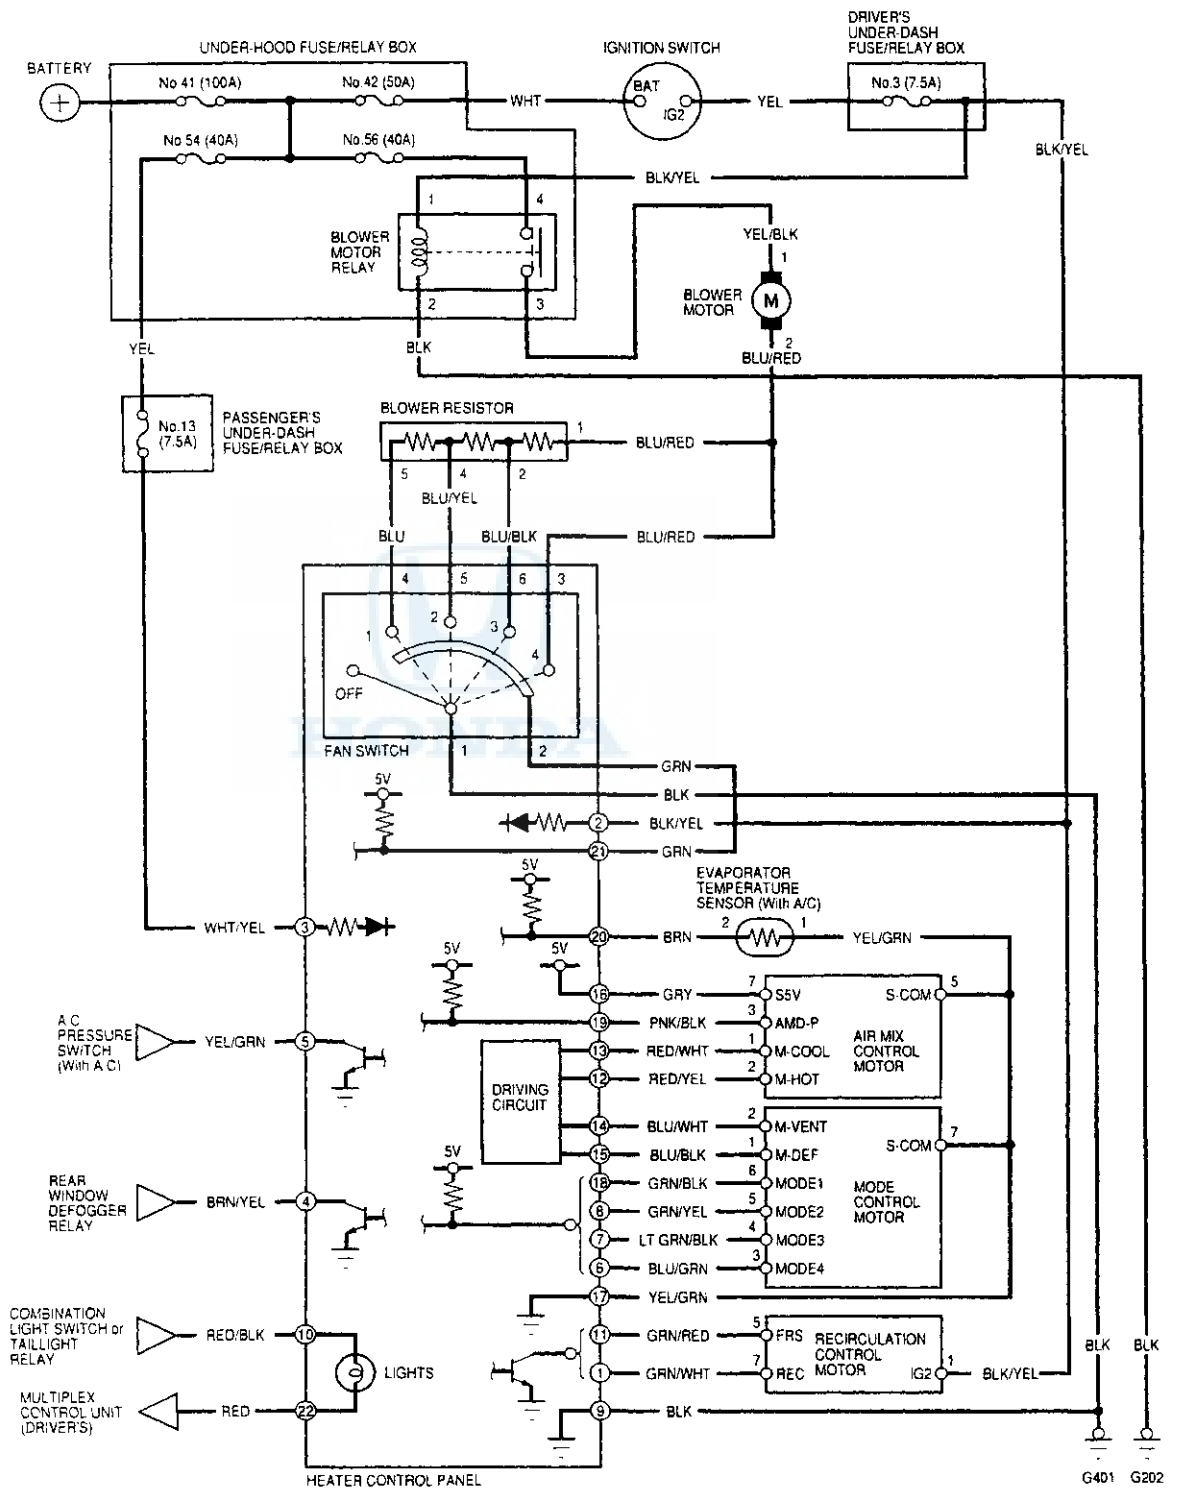 UNDER-HOOD FUSE/RELAY BOX
IGNITION SWITCH
DRIVER'S
UNDER-DASH
FUSE/RELAY BOX
BATTERY
No 41 (100A)
No.42 (50A)
WHT
BAT
IG2
YEL
No.3 (7.5A)
No 54 (40A)
No.56 (40A)
BLK/YEL
BLK/YEL
1
4
BLOWER
MOTOR
RELAY
YEL/BLK
1
BLOWER
MOTOR
M
2
3
2
YEL
BLK
BLU/RED
No.13
(7.5A)
PASSENGER'S
UNDER-DASH
FUSE/RELAY BOX
BLOWER RESISTOR
1
BLU/RED
5
4
2
BLU/YEL
BLU
BLU/BLK
BLU/RED
4
5
6
3
1
2
3
4
OFF
HONDA
FAN SWITCH
1
2
GRN
5V
BLK
2
BLK/YEL
21
GRN
5V
EVAPORATOR
TEMPERATURE
SENSOR (With A/C)
WHT/YEL
3
20
BRN
2
1
YEL/GRN
5V
5V
16
GRY
7
S5V
S-COM
5
19
PNK/BLK
3
AMD-P
A C
PRESSURE
SWITCH
(With A C)
YEL/GRN
5
13
RED/WHT
1
M-COOL
AIR MIX
CONTROL
MOTOR
12
RED/YEL
2
M-HOT
DRIVING
CIRCUIT
14
BLU/WHT
2
M-VENT
S-COM
7
15
BLU/BLK
1
M-DEF
5V
18
GRN/BLK
6
MODE1
MODE
CONTROL
MOTOR
REAR
WINDOW
DEFOGGER
RELAY
BRN/YEL
4
8
GRN/YEL
5
MODE2
7
LT GRN/BLK
4
MODE3
6
BLU/GRN
3
MODE4
17
YEL/GRN
COMBINATION
LIGHT SWITCH or
TAILLIGHT
RELAY
RED/BLK
10
11
GRN/RED
5
FRS
RECIRCULATION
CONTROL
MOTOR
LIGHTS
1
GRN/WHT
7
REC
IG2
1
BLK/YEL
BLK
BLK
MULTIPLEX
CONTROL UNIT
(DRIVER'S)
RED
22
9
BLK
HEATER CONTROL PANEL
G401
G202